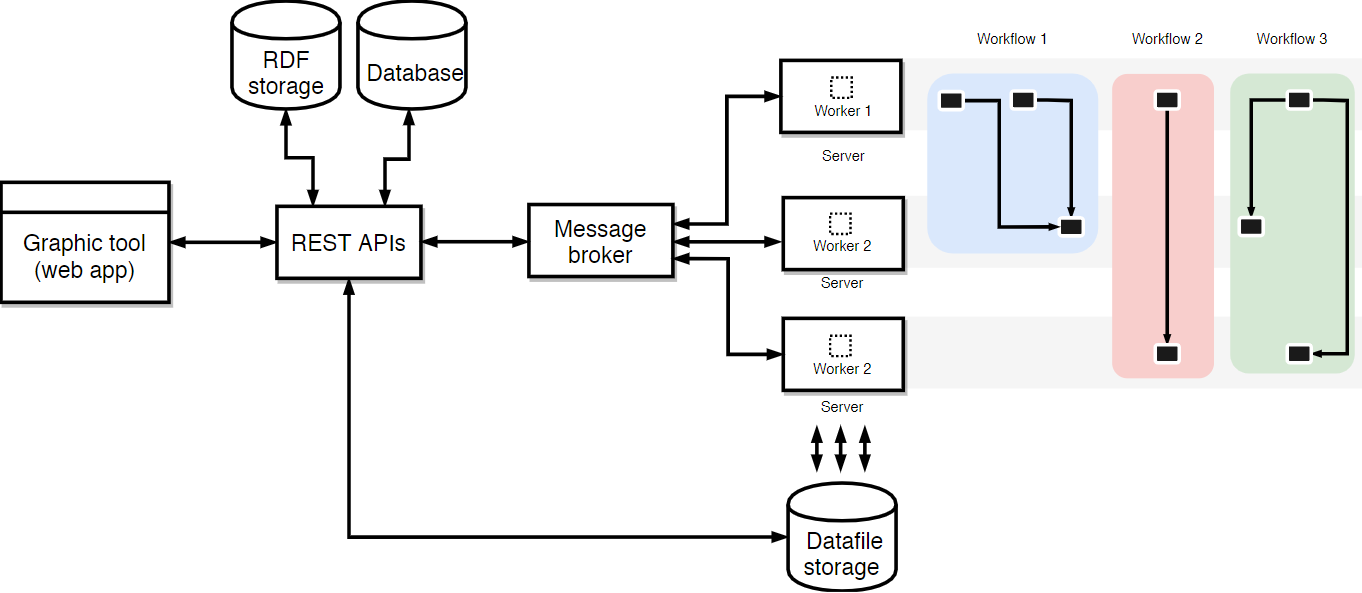 Workflow 1
Workflow 2
Workflow 3
RDF
storage
Database
Worker 1
Server
Graphic tool
(web app)
REST APIs
Message
broker
Worker 2
Server
Worker 2
Server
Datafile
storage